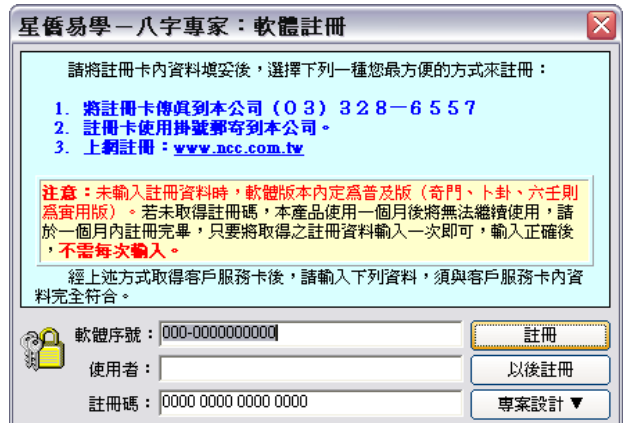 星僑易學－八字專家：軟體註冊
請將註冊卡內資料填妥後，選擇下列一種您最方便的方式來註冊：
1. 將註冊卡傳真到本公司（０３）３２８－６５５７
2. 註冊卡使用掛號郵寄到本公司。
3. 上網註冊：www.ncc.com.tw
注意：未輸入註冊資料時，軟體版本內定為普及版（奇門、卜卦、六壬則
為實用版）。若未取得註冊碼，本產品使用一個月後將無法繼續使用，請
於一個月內註冊完畢，只要將取得之註冊資料輸入一次即可，輸入正確後
，不需每次輸入。
經上述方式取得客戶服務卡後，請輸入下列資料，須與客戶服務卡內資
料完全符合。
軟體序號：000-0000000000 註冊
使用者： 以後註冊
註冊碼：0000 0000 0000 0000 專案設計▼